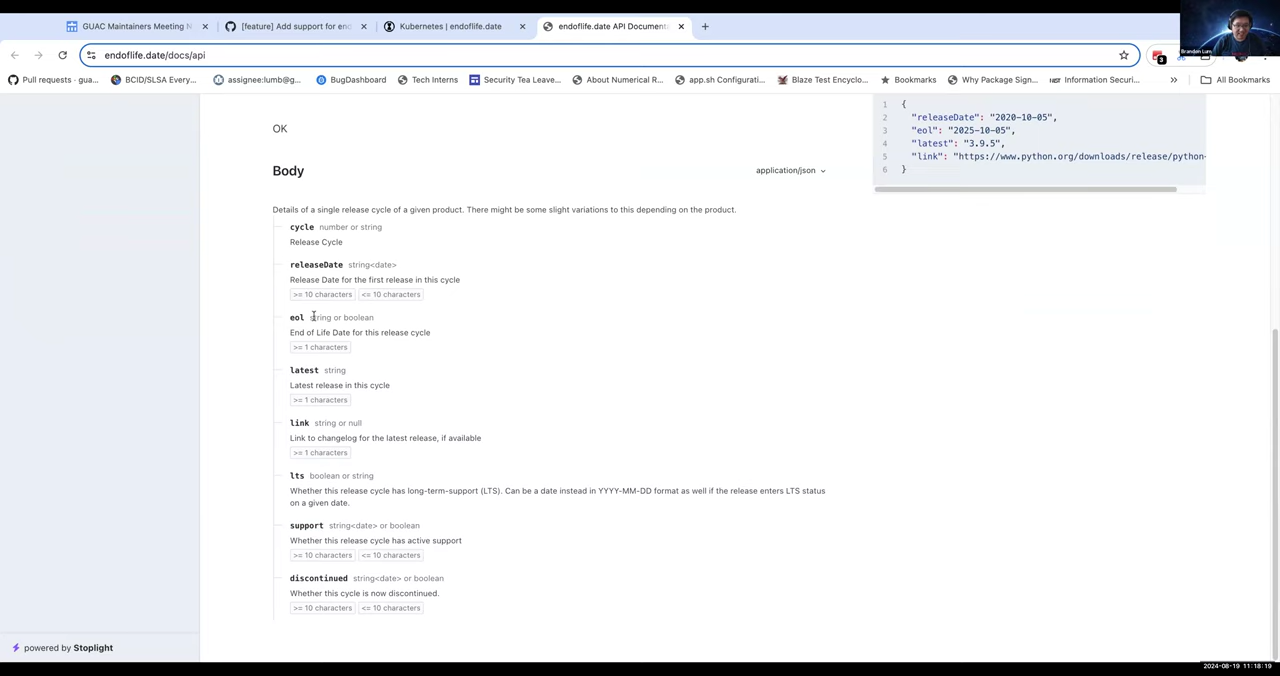 GUAC Maintainers Meeting N
[feature] Add support for end
Kubernetes | endoflife.date
endoflife.date API Documenta
endoflife.date/docs/api
Brandon Lum
3
Pull requests · gua...
BCID/SLSA Every...
assignee:lumb@g...
BugDashboard
Tech Interns
Security Tea Leave...
About Numerical R...
app.sh Configurati...
Blaze Test Encyclo...
Bookmarks
Why Package Sign...
Information Securi...
All Bookmarks
OK
1 {
2 "releaseDate": "2020-10-05",
3 "eol": "2025-10-05",
4 "latest": "3.9.5",
5 "link": "https://www.python.org/downloads/release/python-
6 }
Body
application/json
Details of a single release cycle of a given product. There might be some slight variations to this depending on the product.
cycle number or string
Release Cycle
releaseDate string<date>
Release Date for the first release in this cycle
>= 10 characters <= 10 characters
eol string or boolean
End of Life Date for this release cycle
>= 1 characters
latest string
Latest release in this cycle
>= 1 characters
link string or null
Link to changelog for the latest release, if available
>= 1 characters
lts boolean or string
Whether this release cycle has long-term-support (LTS). Can be a date instead in YYYY-MM-DD format as well if the release enters LTS status
on a given date.
support string<date> or boolean
Whether this release cycle has active support
>= 10 characters <= 10 characters
discontinued string<date> or boolean
Whether this cycle is now discontinued.
>= 10 characters <= 10 characters
powered by Stoplight
2024-08-19 11:18:19